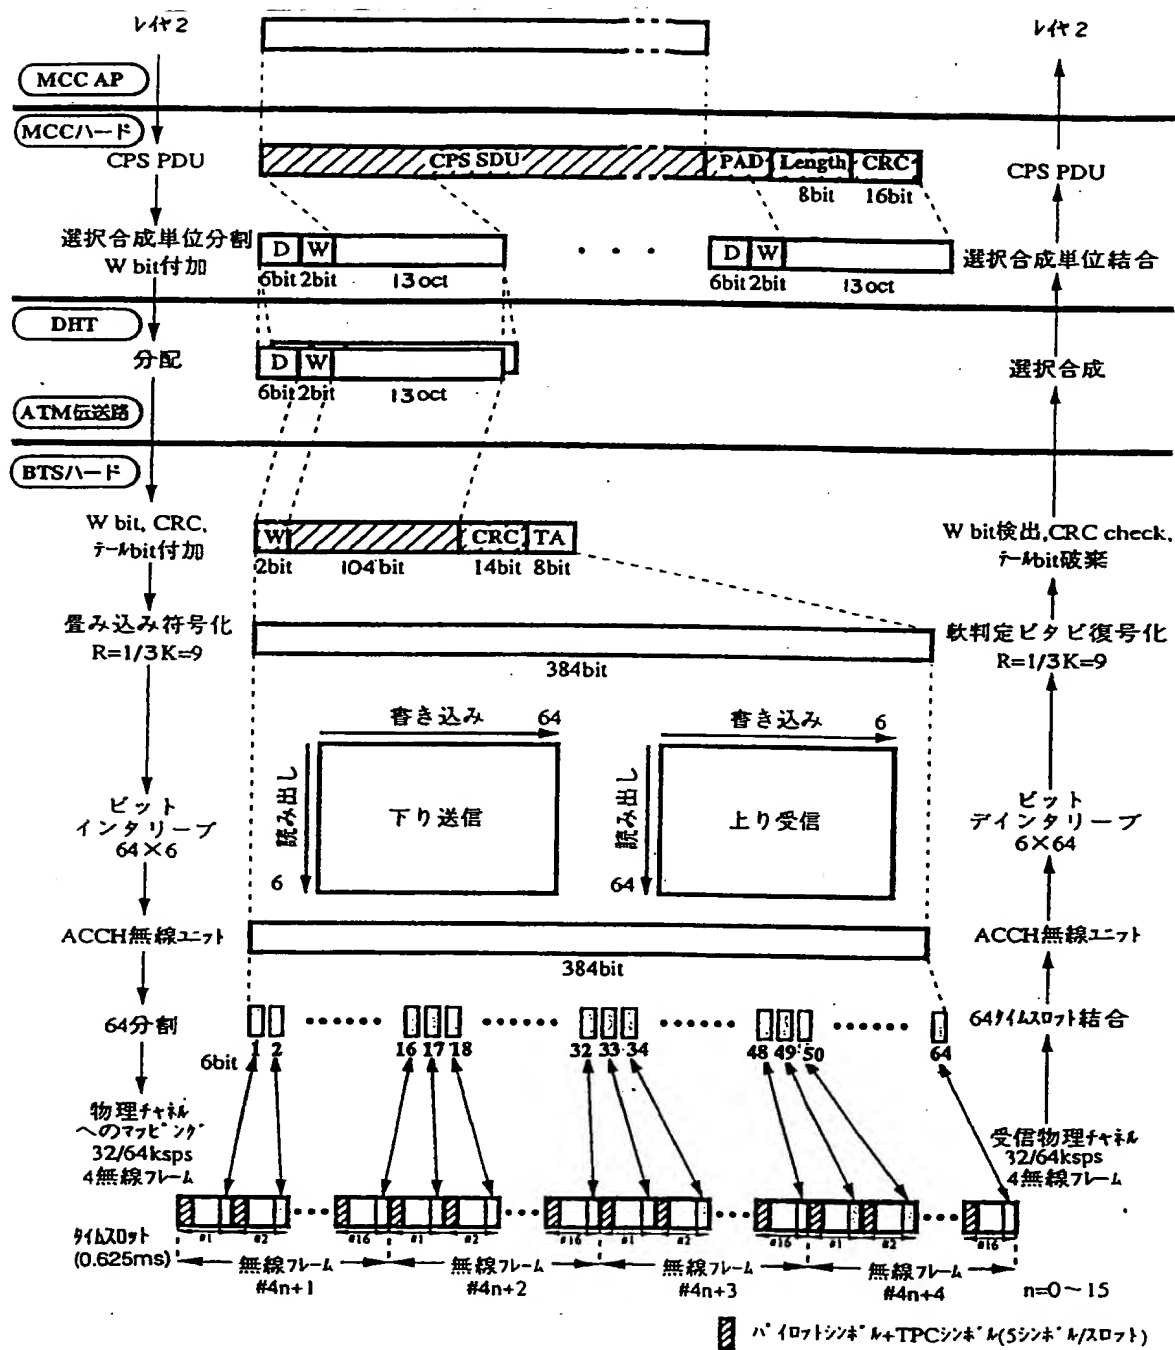 レイヤ2
レイヤ2
MCC AP
MCCハード
CPS PDU
CPS SDU
PAD
Length
CRC
8bit
16bit
CPS PDU
選択合成単位分割
W bit付加
D
W
6bit
2bit
13oct
・ ・ ・
D
W
6bit
2bit
13oct
選択合成単位結合
DHT
分配
D
W
6bit
2bit
13oct
選択合成
ATM伝送路
BTSハード
W bit, CRC,
テールbit付加
W
CRC
TA
2bit
104bit
14bit
8bit
W bit検出,CRC check,
テールbit破棄
畳み込み符号化
R=1/3 K=9
384bit
軟判定ビタビ復号化
R=1/3 K=9
書き込み
64
読み出し
6
下り送信
書き込み
6
読み出し
64
上り受信
ビット
インタリーブ
64×6
ビット
デインタリーブ
6×64
ACCH無線ユニット
384bit
ACCH無線ユニット
64分割
6bit
1 2 16 17 18 32 33 34 48 49 50 64
64タイムスロット結合
物理チャネル
へのマッピング
32/64ksps
4無線フレーム
受信物理チャネル
32/64ksps
4無線フレーム
タイムスロット
(0.625ms)
#1 #2 #16 #1 #2 #16 #1 #2 #16 #1 #2 #16
無線フレーム
#4n+1
無線フレーム
#4n+2
無線フレーム
#4n+3
無線フレーム
#4n+4
n=0~15
パイロットシンボル+TPCシンボル(5シンボル/スロット)